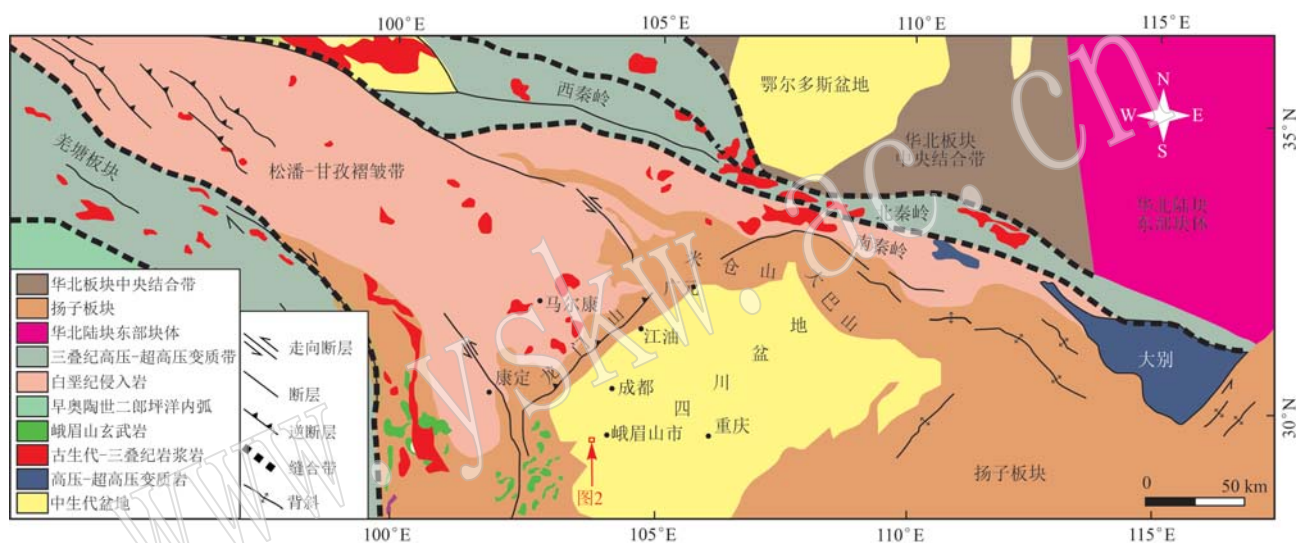 100°E
105°E
110°E
115°E
西秦岭
鄂尔多斯盆地
N
W
E
S
35°N
羌塘板块
松潘-甘孜褶皱带
华北板块
中央结合带
华北陆块
东部块体
北秦岭
南秦岭
米仓山
大巴山
马尔康
广元
龙门山
江油
康定
成都
四川盆地
大别
峨眉山市
重庆
30°N
扬子板块
图2
0
50 km
华北板块中央结合带
扬子板块
华北陆块东部块体
三叠纪高压-超高压变质带
白垩纪侵入岩
早奥陶世二郎坪洋内弧
峨眉山玄武岩
古生代-三叠纪岩浆岩
高压-超高压变质岩
中生代盆地
走向断层
断层
逆断层
缝合带
背斜
100°E
105°E
110°E
115°E
www.yskw.ac.cn